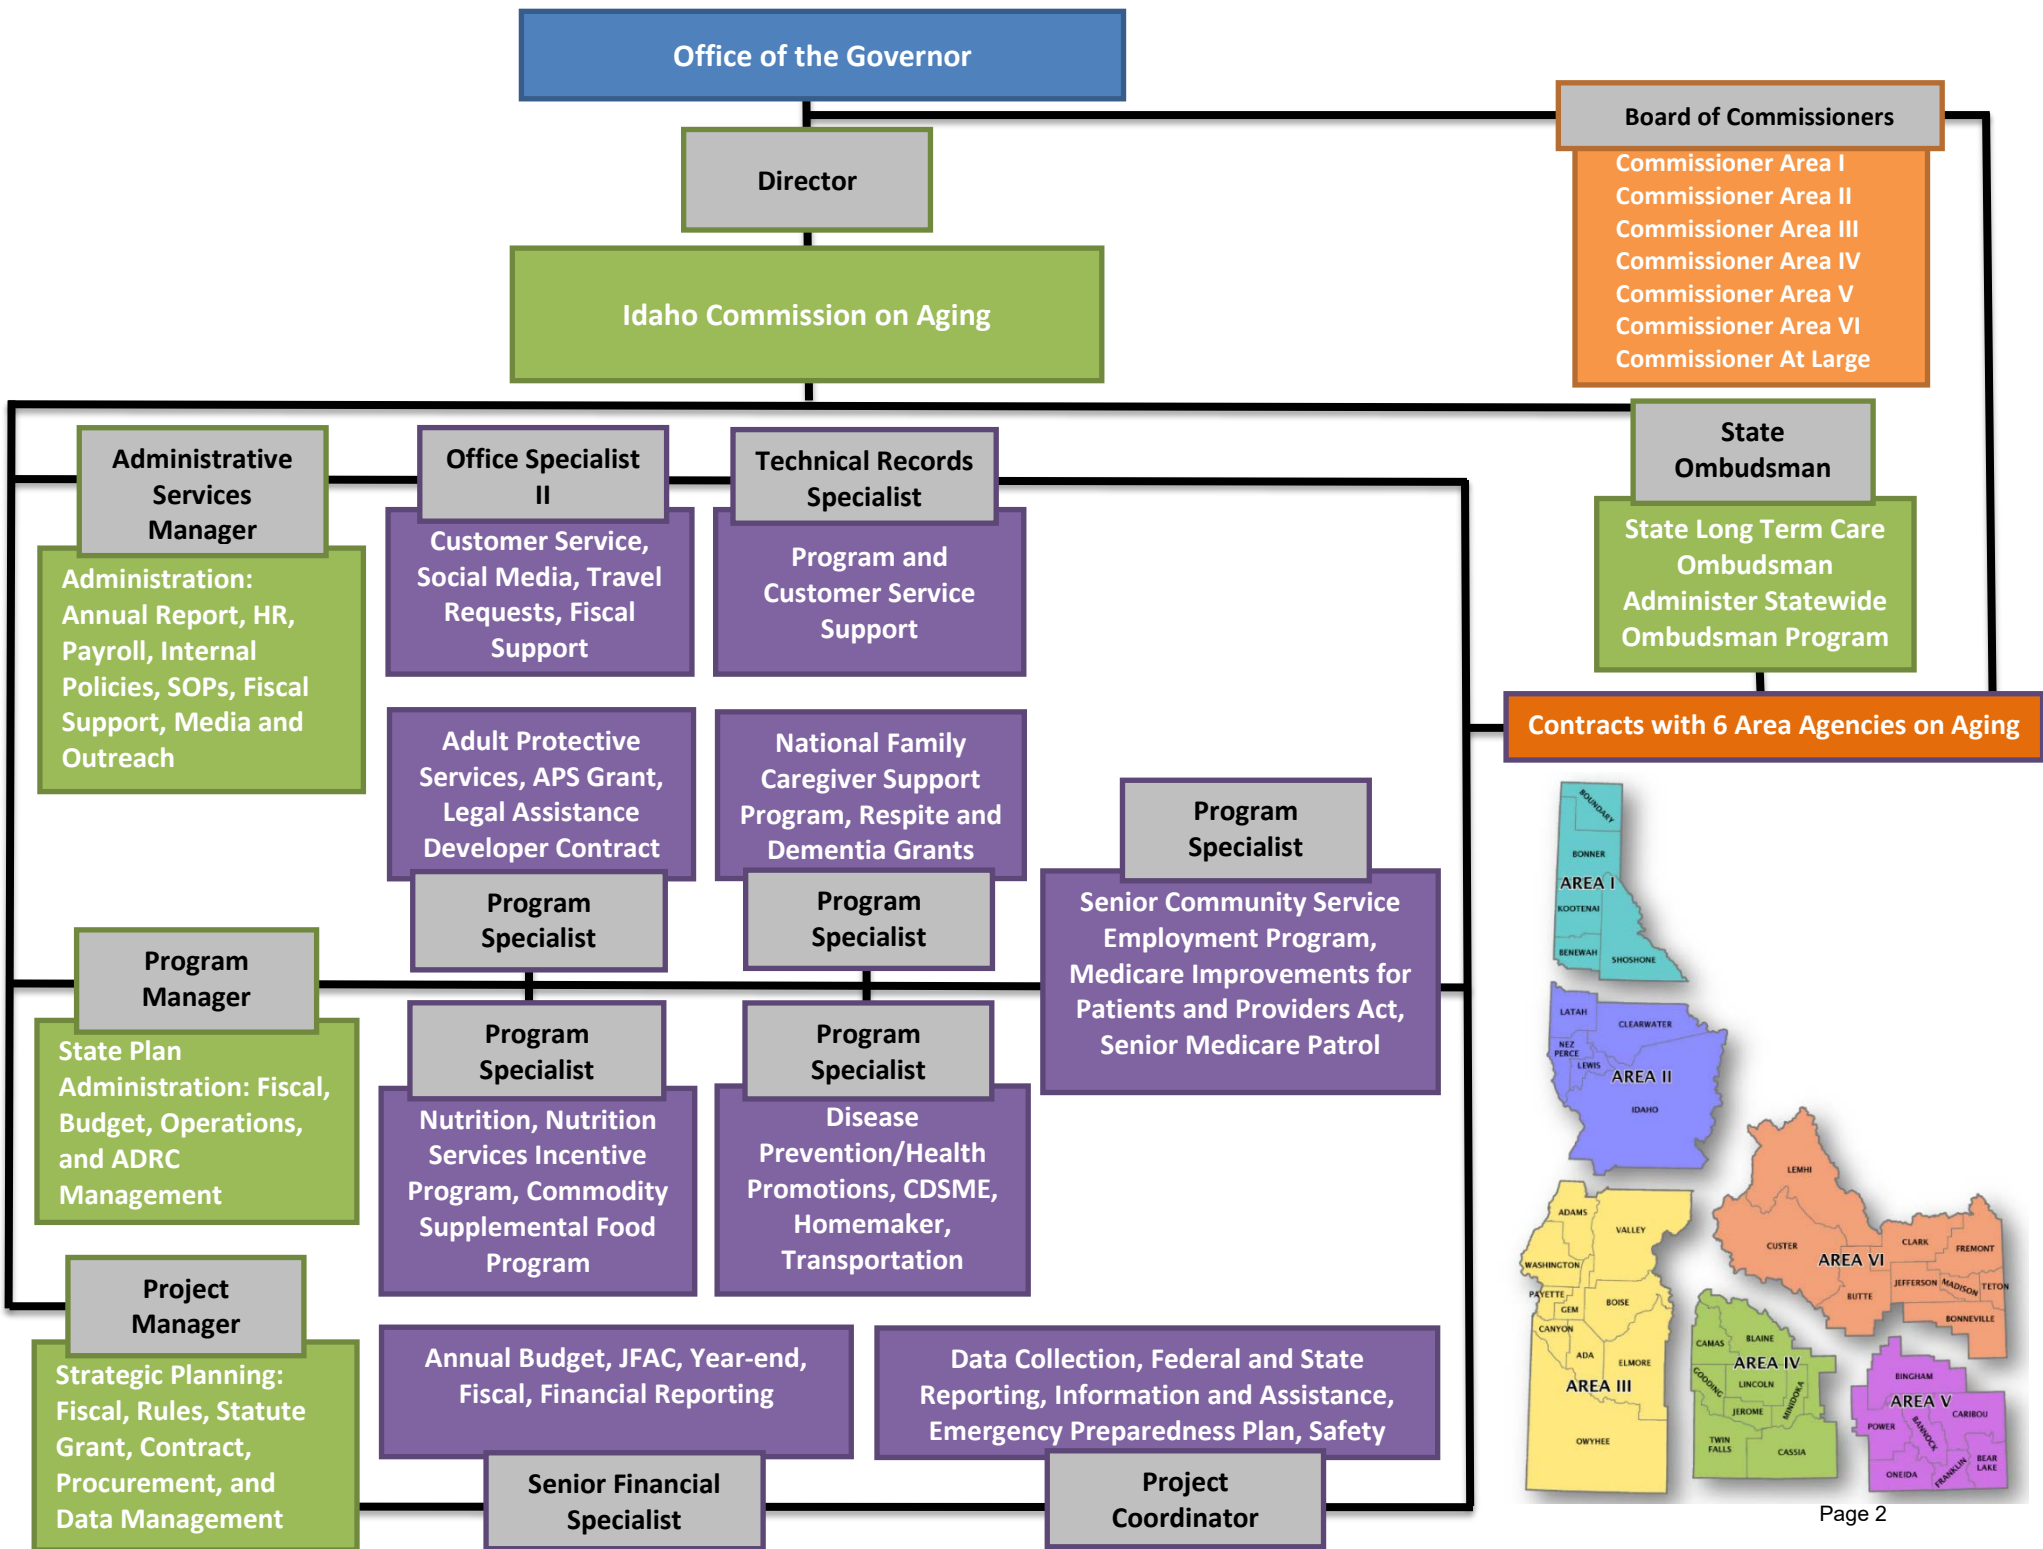 Office of the Governor
Board of Commissioners
Commissioner Area I
Commissioner Area II
Commissioner Area III
Commissioner Area IV
Commissioner Area V
Commissioner Area VI
Commissioner At Large
Director
Idaho Commission on Aging
State
Ombudsman
State Long Term Care
Ombudsman
Administer Statewide
Ombudsman Program
Administrative
Services
Manager
Administration:
Annual Report, HR,
Payroll, Internal
Policies, SOPs, Fiscal
Support, Media and
Outreach
Office Specialist
II
Customer Service,
Social Media, Travel
Requests, Fiscal
Support
Technical Records
Specialist
Program and
Customer Service
Support
Contracts with 6 Area Agencies on Aging
Adult Protective
Services, APS Grant,
Legal Assistance
Developer Contract
Program
Specialist
National Family
Caregiver Support
Program, Respite and
Dementia Grants
Program
Specialist
Program
Specialist
Senior Community Service
Employment Program,
Medicare Improvements for
Patients and Providers Act,
Senior Medicare Patrol
Program
Manager
State Plan
Administration: Fiscal,
Budget, Operations,
and ADRC
Management
Program
Specialist
Nutrition, Nutrition
Services Incentive
Program, Commodity
Supplemental Food
Program
Program
Specialist
Disease
Prevention/Health
Promotions, CDSME,
Homemaker,
Transportation
Project
Manager
Strategic Planning:
Fiscal, Rules, Statute
Grant, Contract,
Procurement, and
Data Management
Annual Budget, JFAC, Year-end,
Fiscal, Financial Reporting
Senior Financial
Specialist
Data Collection, Federal and State
Reporting, Information and Assistance,
Emergency Preparedness Plan, Safety
Project
Coordinator
BOUNDARY
BONNER
AREA I
KOOTENAI
BENEWAH
SHOSHONE
LATAH
CLEARWATER
NEZ
PERCE
LEWIS
AREA II
IDAHO
ADAMS
VALLEY
WASHINGTON
PAYETTE
GEM
BOISE
CANYON
ADA
ELMORE
AREA III
OWYHEE
LEMHI
CUSTER
CLARK
FREMONT
AREA VI
JEFFERSON
MADISON
TETON
BUTTE
BONNEVILLE
CAMAS
BLAINE
AREA IV
GOODING
LINCOLN
JEROME
MINIDOKA
TWIN
FALLS
CASSIA
BINGHAM
AREA V
POWER
BANNOCK
CARIBOU
ONEIDA
FRANKLIN
BEAR
LAKE
Page 2